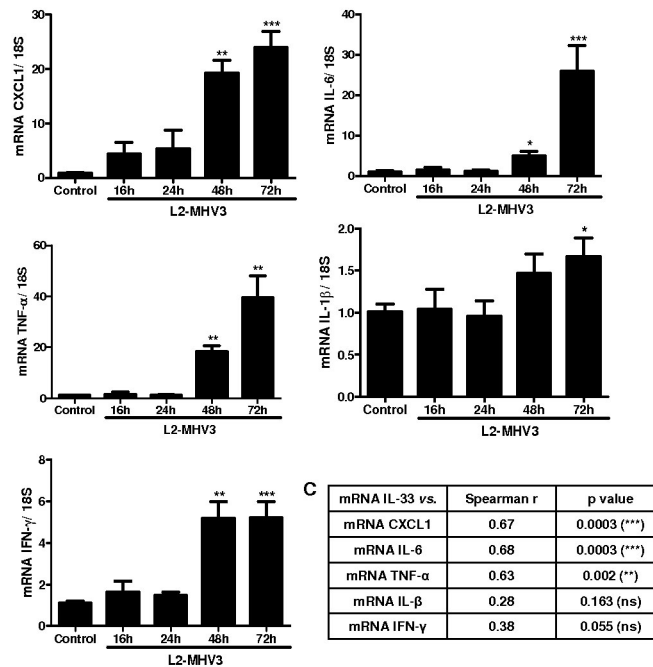 mRNA CXCL1/ 18S
30
20
10
0
** ***
Control 16h 24h 48h 72h
L2-MHV3
mRNA IL-6/ 18S
40
30
20
10
0
* ***
Control 16h 24h 48h 72h
L2-MHV3
mRNA TNF-α/ 18S
60
40
20
0
** **
Control 16h 24h 48h 72h
L2-MHV3
mRNA IL-1β/ 18S
2.0
1.5
1.0
0.5
0.0
*
Control 16h 24h 48h 72h
L2-MHV3
mRNA IFN-γ/ 18S
8
6
4
2
0
** ***
Control 16h 24h 48h 72h
L2-MHV3
C
mRNA IL-33 vs. Spearman r p value
mRNA CXCL1 0.67 0.0003 (***)
mRNA IL-6 0.68 0.0003 (***)
mRNA TNF-α 0.63 0.002 (**)
mRNA IL-β 0.28 0.163 (ns)
mRNA IFN-γ 0.38 0.055 (ns)